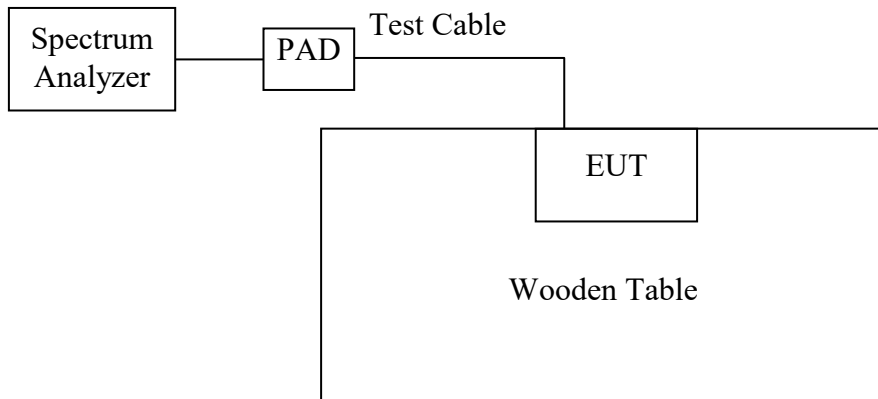 Spectrum
Analyzer
PAD
Test Cable
EUT
Wooden Table